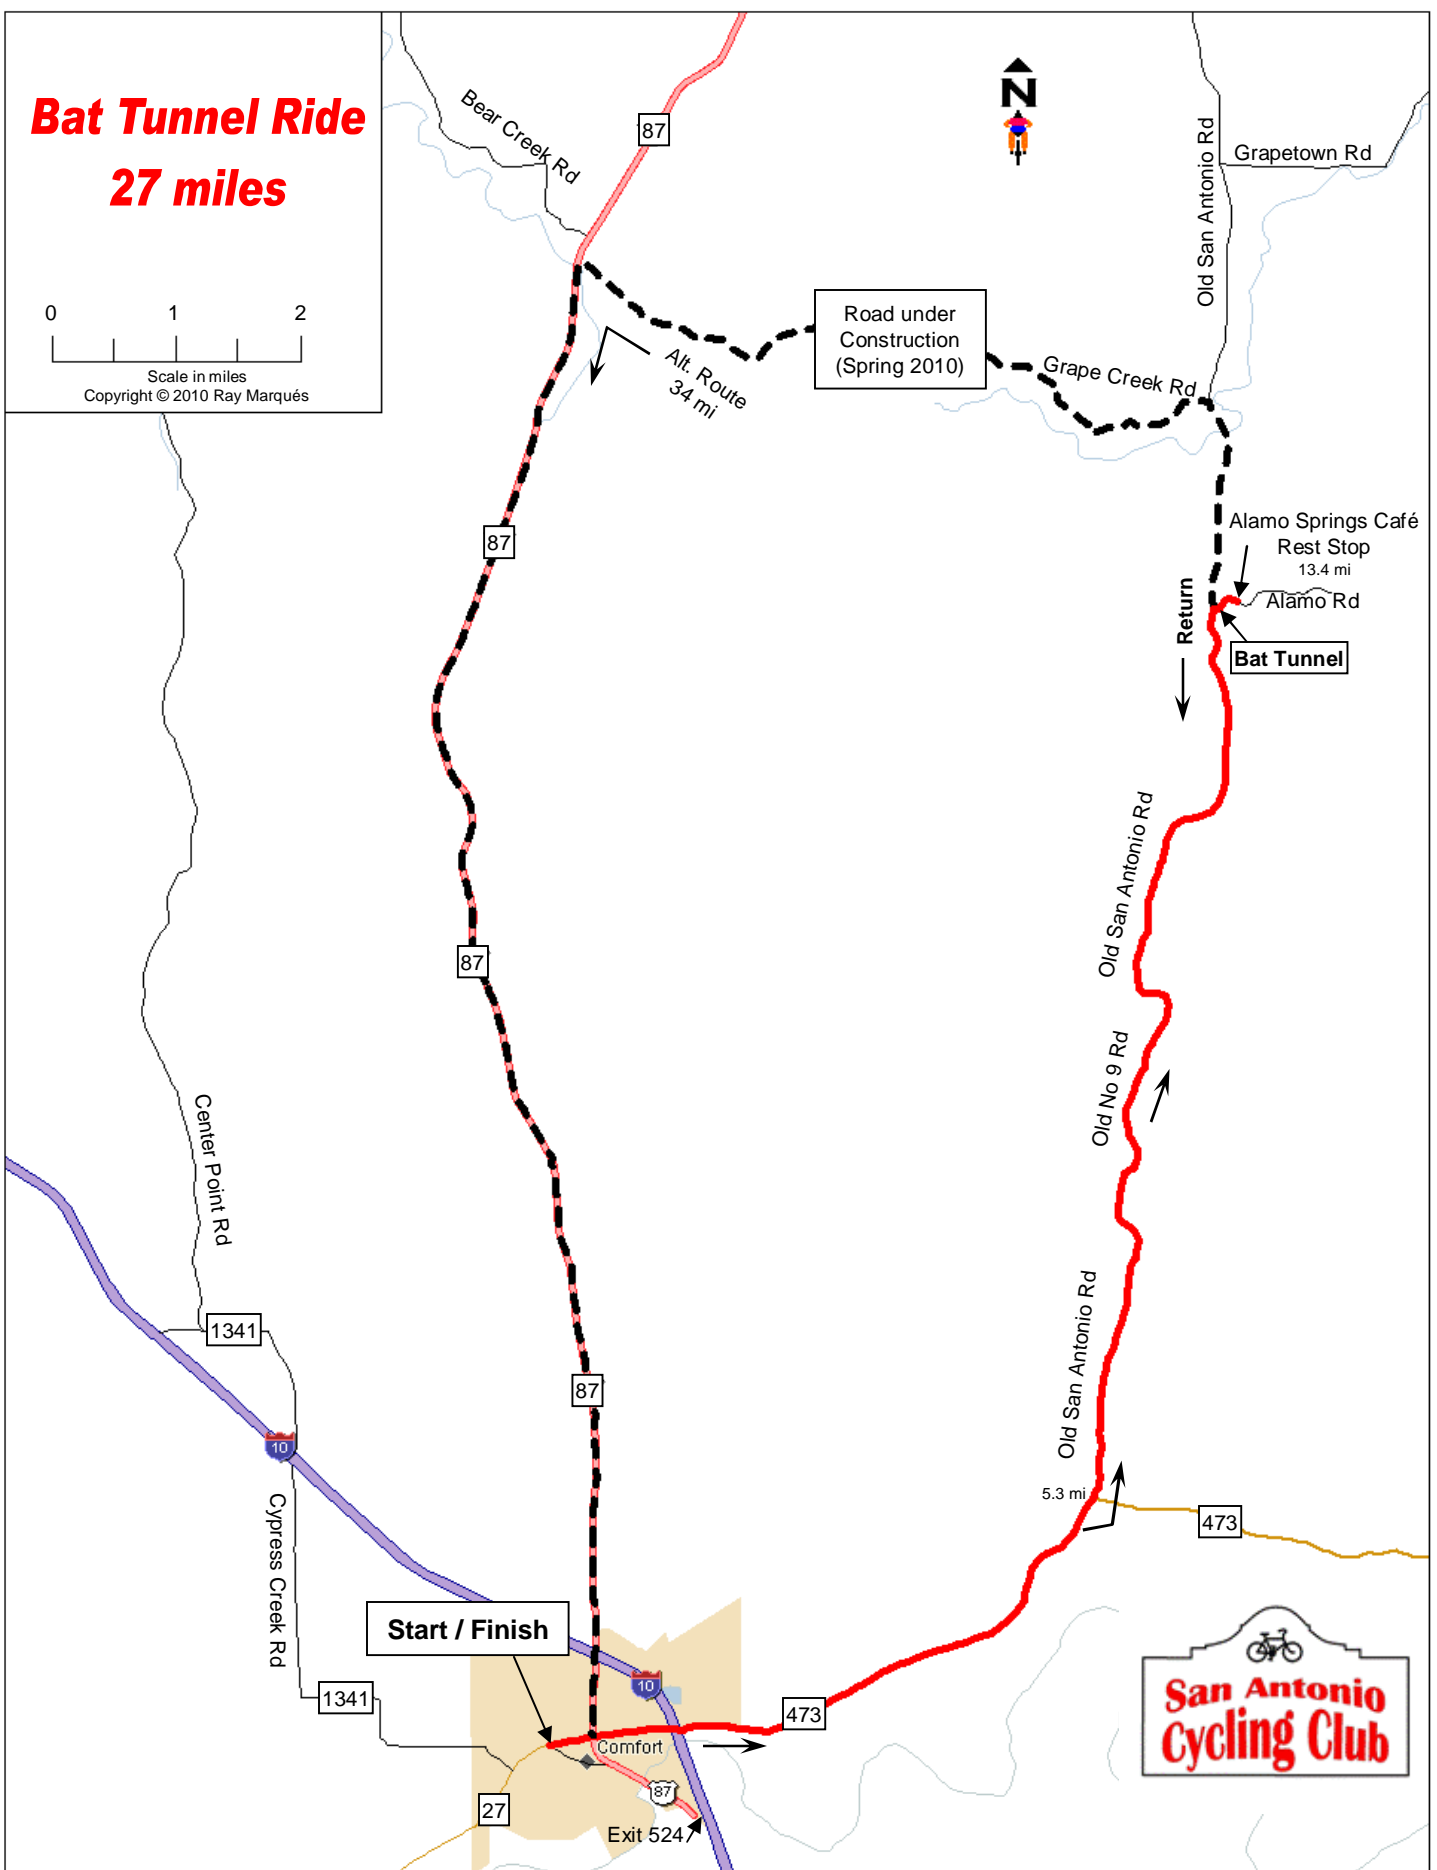 Bat Tunnel Ride
27 miles
0 1 2
Scale in miles
Copyright © 2010 Ray Marqués
Bear Creek Rd
87
N
Old San Antonio Rd
Grapetown Rd
Road under
Construction
(Spring 2010)
Alt. Route
34 mi
Grape Creek Rd
87
Alamo Springs Café
Rest Stop
13.4 mi
Alamo Rd
Return
Bat Tunnel
Old San Antonio Rd
87
Old No 9 Rd
Center Point Rd
Old San Antonio Rd
1341
87
10
5.3 mi
473
Cypress Creek Rd
Start / Finish
10
1341
473
Comfort
87
27
Exit 524
San Antonio
Cycling Club